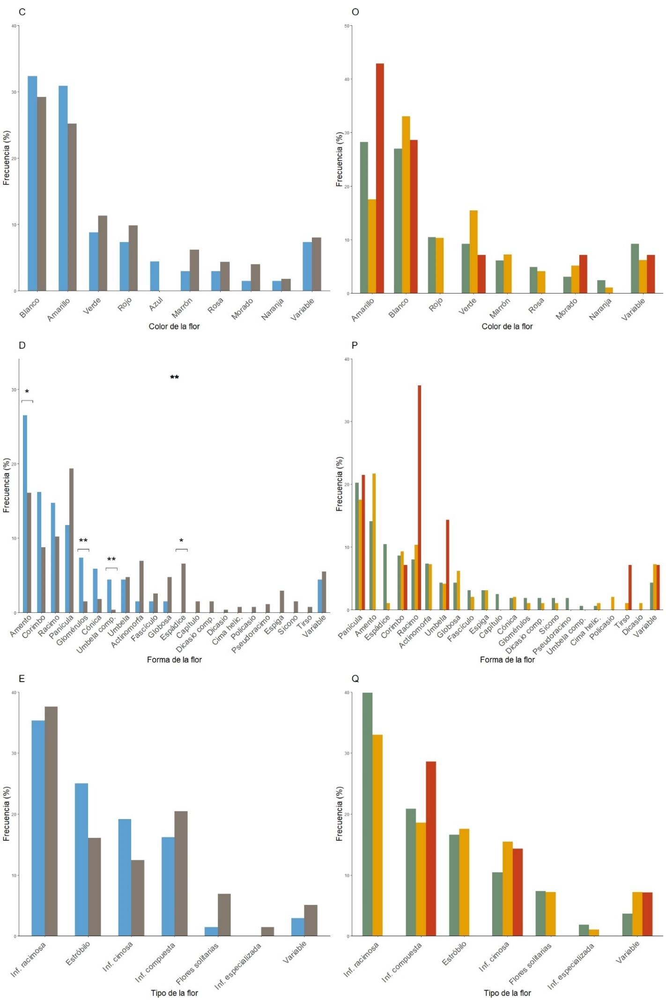 C
40
30
20
10
0
Frecuencia (%)
Blanco
Amarillo
Verde
Rojo
Azul
Marrón
Rosa
Morado
Naranja
Variable
Color de la flor
O
50
40
30
20
10
0
Frecuencia (%)
Amarillo
Blanco
Rojo
Verde
Marrón
Rosa
Morado
Naranja
Variable
Color de la flor
D
30
20
10
0
Frecuencia (%)
*
**
**
*
**
Amento
Corimbo
Racimo
Panícula
Glomérulos
Cónica
Umbela comp.
Umbela
Actinomorfa
Fascículo
Globosa
Espádice
Capítulo
Dicasio comp.
Dicasio
Cima helic.
Policasio
Pseudoracimo
Espiga
Sicono
Tirso
Variable
Forma de la flor
P
40
30
20
10
0
Frecuencia (%)
Panícula
Amento
Espádice
Corimbo
Racimo
Actinomorfa
Umbela
Globosa
Fascículo
Espiga
Capítulo
Cónica
Glomérulos
Dicasio comp.
Sicono
Pseudoracimo
Umbela comp.
Cima helic.
Policasio
Tirso
Dicasio
Variable
Forma de la flor
E
40
30
20
10
0
Frecuencia (%)
Inf. racimosa
Estróbilo
Inf. cimosa
Inf. compuesta
Flores solitarias
Inf. especializada
Variable
Tipo de la flor
Q
40
30
20
10
0
Frecuencia (%)
Inf. racimosa
Inf. compuesta
Estróbilo
Inf. cimosa
Flores solitarias
Inf. especializada
Variable
Tipo de la flor